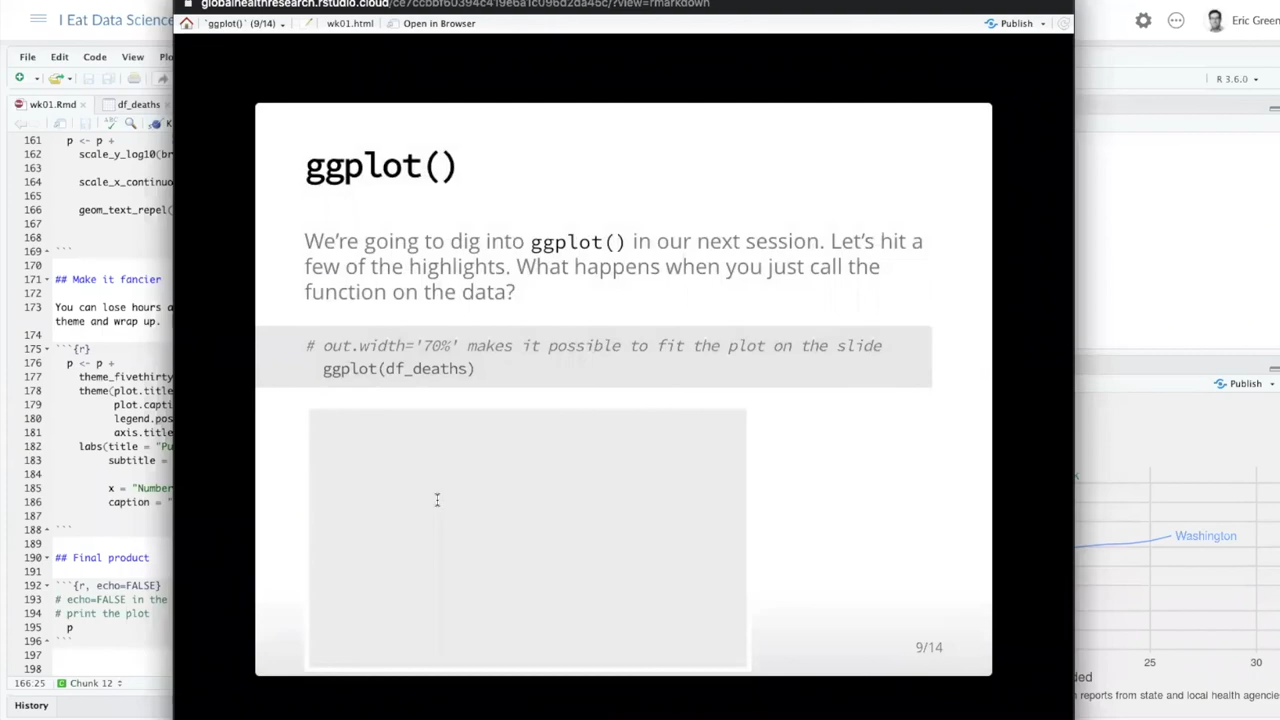 I Eat Data Science
globalhealthresearch.rstudio.cloud/ce7ccbbf60394c419e6a1c096d2da46c/?view=rmarkdown
Eric Green
`ggplot()` (9/14)
wk01.html
Open in Browser
Publish
File Edit Code View Plo
R 3.6.0
wk01.Rmd
df_deaths
161 p <- p +
162 scale_y_log10(br
163
164 scale_x_continuo
165
166 geom_text_repel(
167
168
169 ```
170
171 ## Make it fancier
172
173 You can lose hours a
theme and wrap up.
174
175 ```{r}
176 p <- p +
177 theme_fivethirty
178 theme(plot.title
179 plot.capti
180 legend.pos
181 axis.title
182 labs(title = "Pu
183 subtitle =
184
185 x = "Number
186 caption = "
187
188 ```
189
190 ## Final product
191
192 ```{r, echo=FALSE}
193 # echo=FALSE in the
194 # print the plot
195 p
196 ```
197
198
166:25 Chunk 12
History
ggplot()
We're going to dig into ggplot() in our next session. Let's hit a
few of the highlights. What happens when you just call the
function on the data?
# out.width='70%' makes it possible to fit the plot on the slide
ggplot(df_deaths)
9/14
Publish
k
Washington
25 30
ded
n reports from state and local health agencie